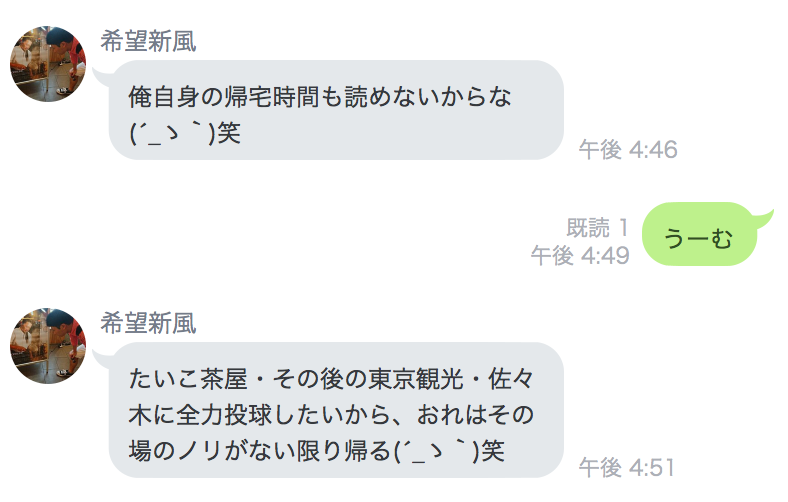 希望新風
俺自身の帰宅時間も読めないからな
(´_ゝ｀)笑
午後 4:46
既読 1
午後 4:49
うーむ
希望新風
たいこ茶屋・その後の東京観光・佐々
木に全力投球したいから、おれはその
場のノリがない限り帰る(´_ゝ｀)笑
午後 4:51